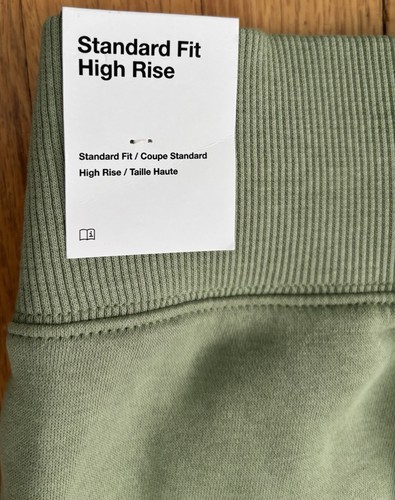 Standard Fit
High Rise
Standard Fit / Coupe Standard
High Rise / Taille Haute